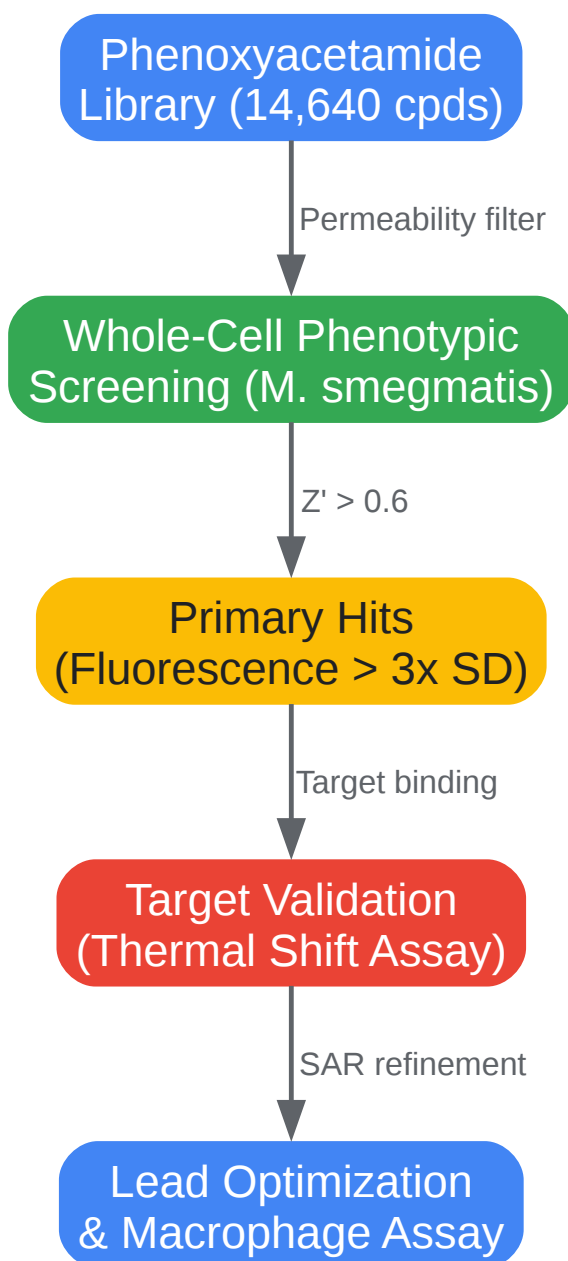 Phenoxyacetamide
Library (14,640 cpds)
Permeability filter
Whole-Cell Phenotypic
Screening (M. smegmatis)
Z' > 0.6
Primary Hits
(Fluorescence > 3x SD)
Target binding
Target Validation
(Thermal Shift Assay)
SAR refinement
Lead Optimization
& Macrophage Assay